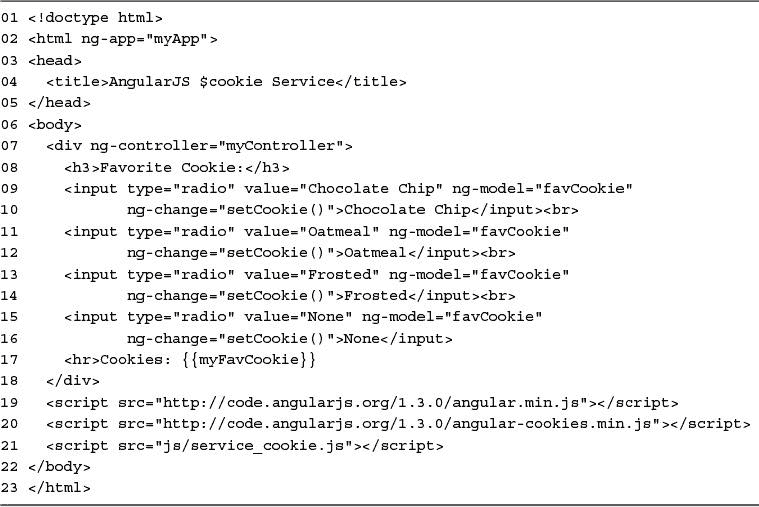 01 <!doctype html>
02 <html ng-app="myApp">
03 <head>
04   <title>AngularJS $cookie Service</title>
05 </head>
06 <body>
07   <div ng-controller="myController">
08     <h3>Favorite Cookie:</h3>
09     <input type="radio" value="Chocolate Chip" ng-model="favCookie"
10            ng-change="setCookie()">Chocolate Chip</input><br>
11     <input type="radio" value="Oatmeal" ng-model="favCookie"
12            ng-change="setCookie()">Oatmeal</input><br>
13     <input type="radio" value="Frosted" ng-model="favCookie"
14            ng-change="setCookie()">Frosted</input><br>
15     <input type="radio" value="None" ng-model="favCookie"
16            ng-change="setCookie()">None</input>
17     <hr>Cookies: {{myFavCookie}}
18   </div>
19   <script src="http://code.angularjs.org/1.3.0/angular.min.js"></script>
20   <script src="http://code.angularjs.org/1.3.0/angular-cookies.min.js"></script>
21   <script src="js/service_cookie.js"></script>
22 </body>
23 </html>